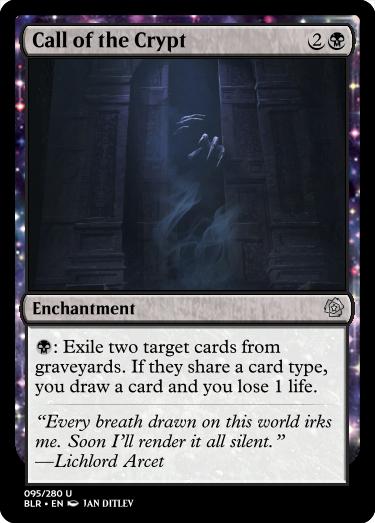 Call of the Crypt 2
Enchantment
: Exile two target cards from
graveyards. If they share a card type,
you draw a card and you lose 1 life.
“Every breath drawn on this world irks
me. Soon I’ll render it all silent.”
—Lichlord Arcet
095/280 U
BLR • EN JAN DITLEV